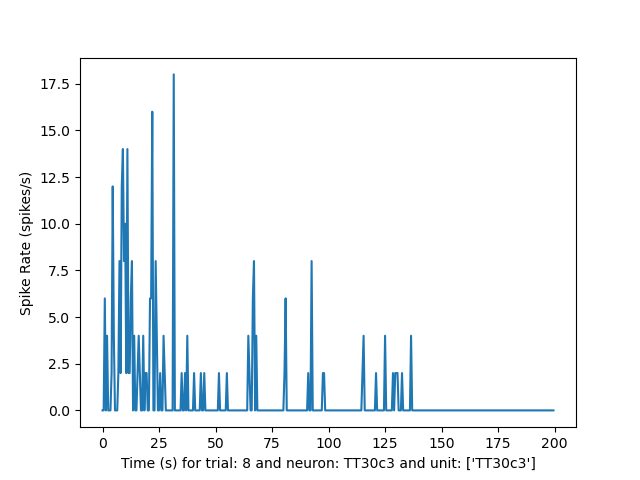 17.5
15.0
12.5
10.0
7.5
5.0
2.5
0.0
Spike Rate (spikes/s)
0 25 50 75 100 125 150 175 200
Time (s) for trial: 8 and neuron: TT30c3 and unit: ['TT30c3']